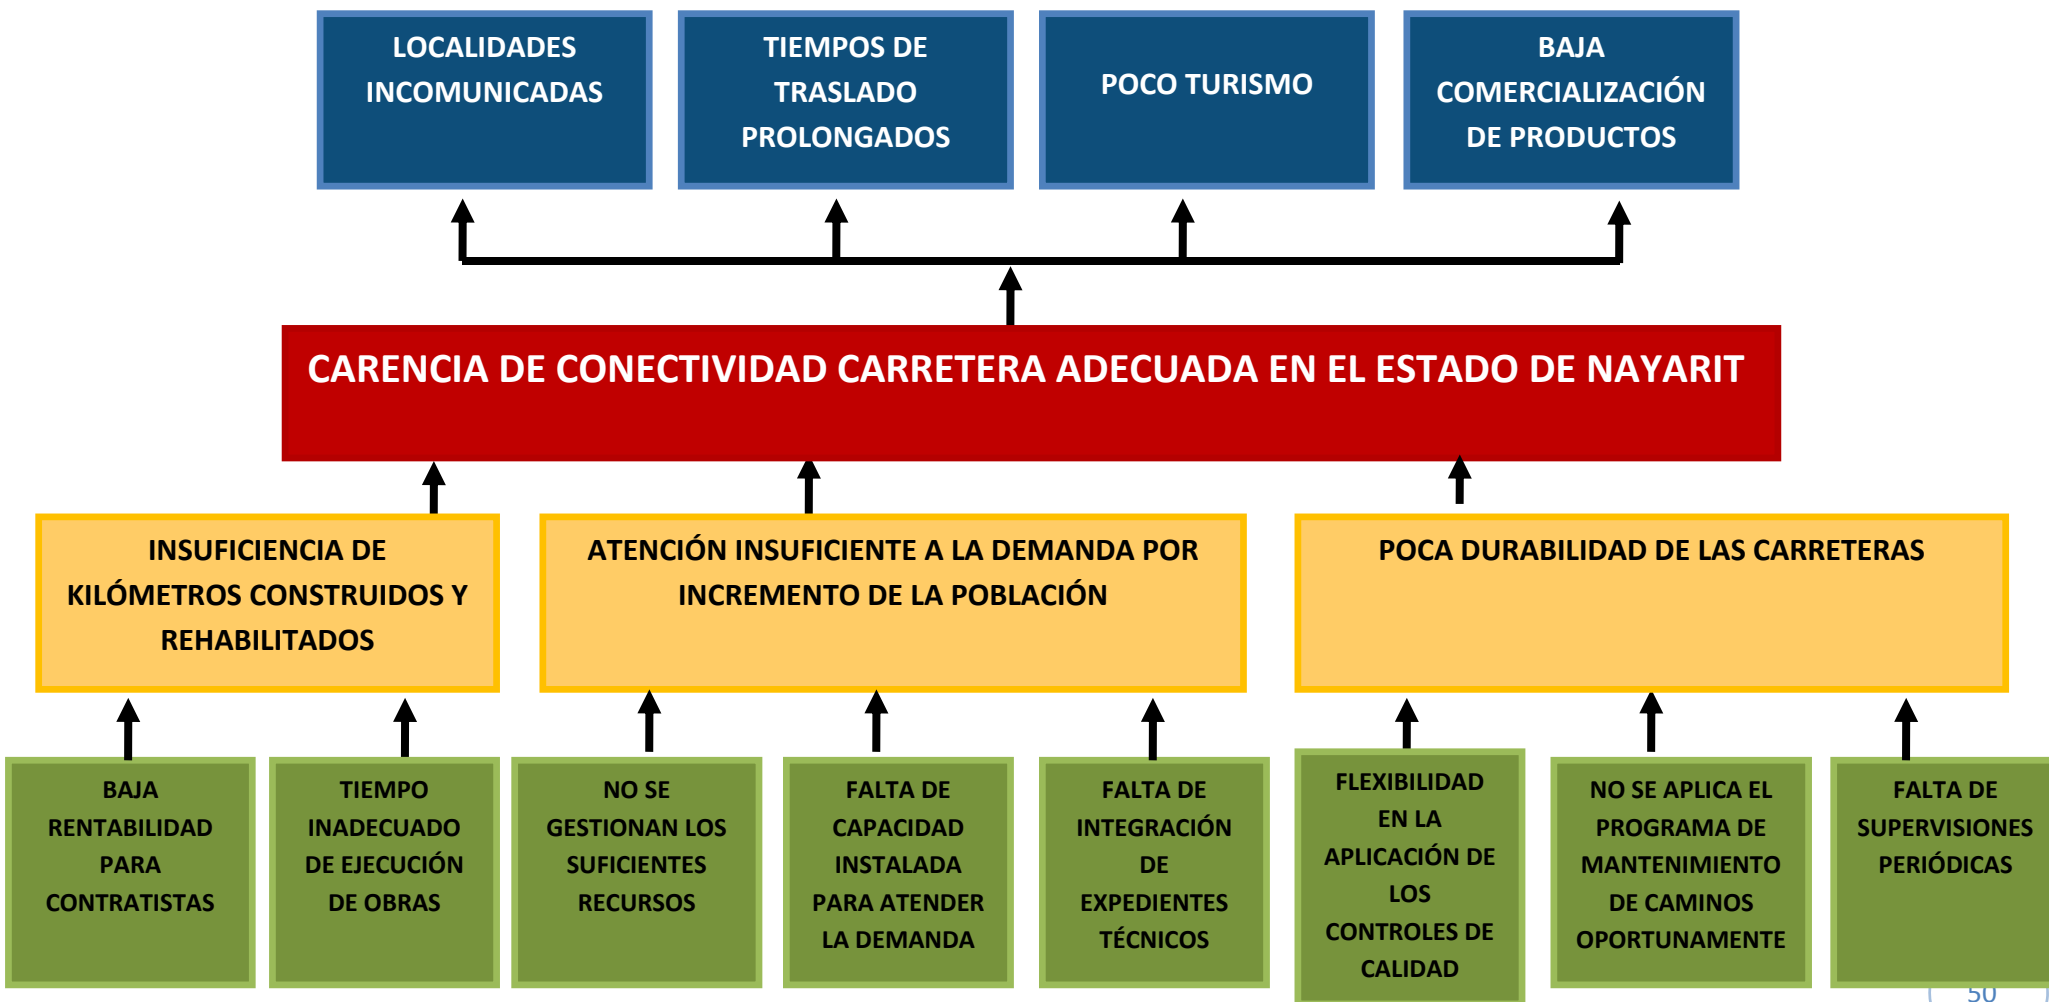 LOCALIDADES
INCOMUNICADAS
TIEMPOS DE
TRASLADO
PROLONGADOS
POCO TURISMO
BAJA
COMERCIALIZACIÓN
DE PRODUCTOS
CARENCIA DE CONECTIVIDAD CARRETERA ADECUADA EN EL ESTADO DE NAYARIT
INSUFICIENCIA DE
KILÓMETROS CONSTRUIDOS Y
REHABILITADOS
ATENCIÓN INSUFICIENTE A LA DEMANDA POR
INCREMENTO DE LA POBLACIÓN
POCA DURABILIDAD DE LAS CARRETERAS
BAJA
RENTABILIDAD
PARA
CONTRATISTAS
TIEMPO
INADECUADO
DE EJECUCIÓN
DE OBRAS
NO SE
GESTIONAN LOS
SUFICIENTES
RECURSOS
FALTA DE
CAPACIDAD
INSTALADA
PARA ATENDER
LA DEMANDA
FALTA DE
INTEGRACIÓN
DE
EXPEDIENTES
TÉCNICOS
FLEXIBILIDAD
EN LA
APLICACIÓN DE
LOS
CONTROLES DE
CALIDAD
NO SE APLICA EL
PROGRAMA DE
MANTENIMIENTO
DE CAMINOS
OPORTUNAMENTE
FALTA DE
SUPERVISIONES
PERIÓDICAS
50